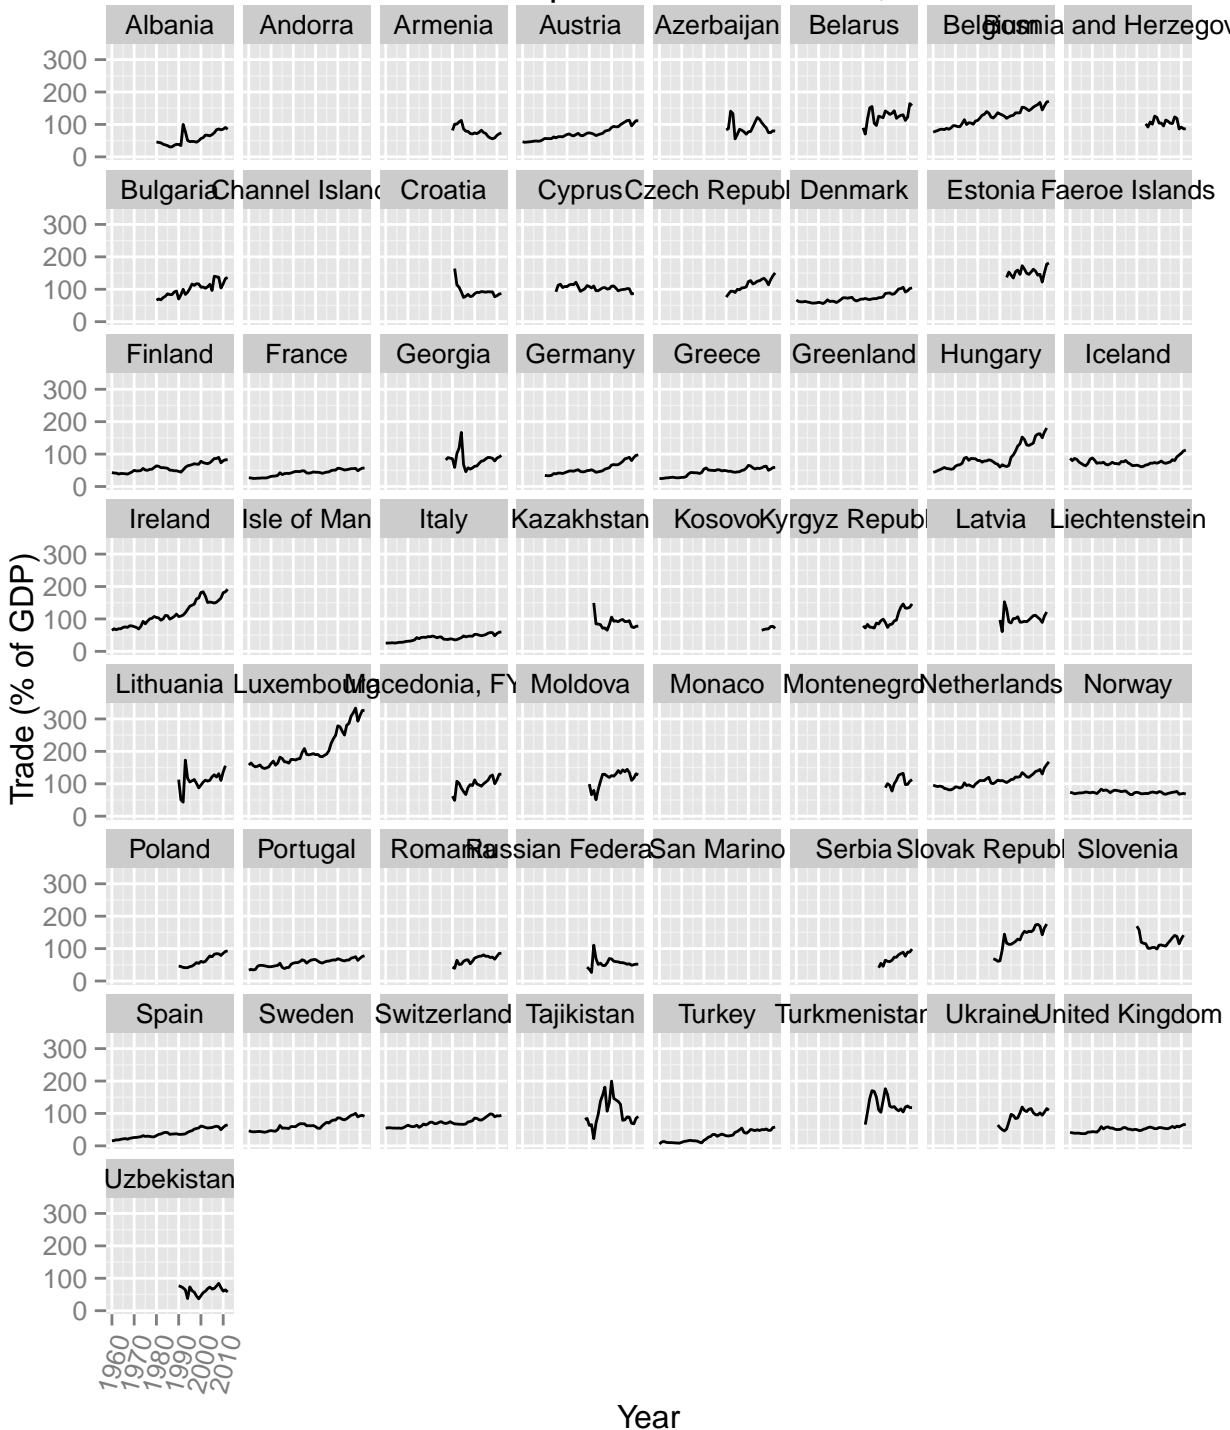 Albania Andorra Armenia Austria Azerbaijan Belarus Belgium Bosnia and Herzegov
300
200
100
0
Bulgaria Channel Island Croatia Cyprus Czech Republ Denmark Estonia Faeroe Islands
300
200
100
0
Finland France Georgia Germany Greece Greenland Hungary Iceland
300
200
100
0
Ireland Isle of Man Italy Kazakhstan Kosovo Kyrgyz Republ Latvia Liechtenstein
300
200
100
0
Trade (% of GDP)
Lithuania Luxembourg Macedonia, FY Moldova Monaco Montenegro Netherlands Norway
300
200
100
0
Poland Portugal Romania Russian Federa San Marino Serbia Slovak Republ Slovenia
300
200
100
0
Spain Sweden Switzerland Tajikistan Turkey Turkmenistan Ukraine United Kingdom
300
200
100
0
Uzbekistan
300
200
100
0
1960 1970 1980 1990 2000 2010
Year